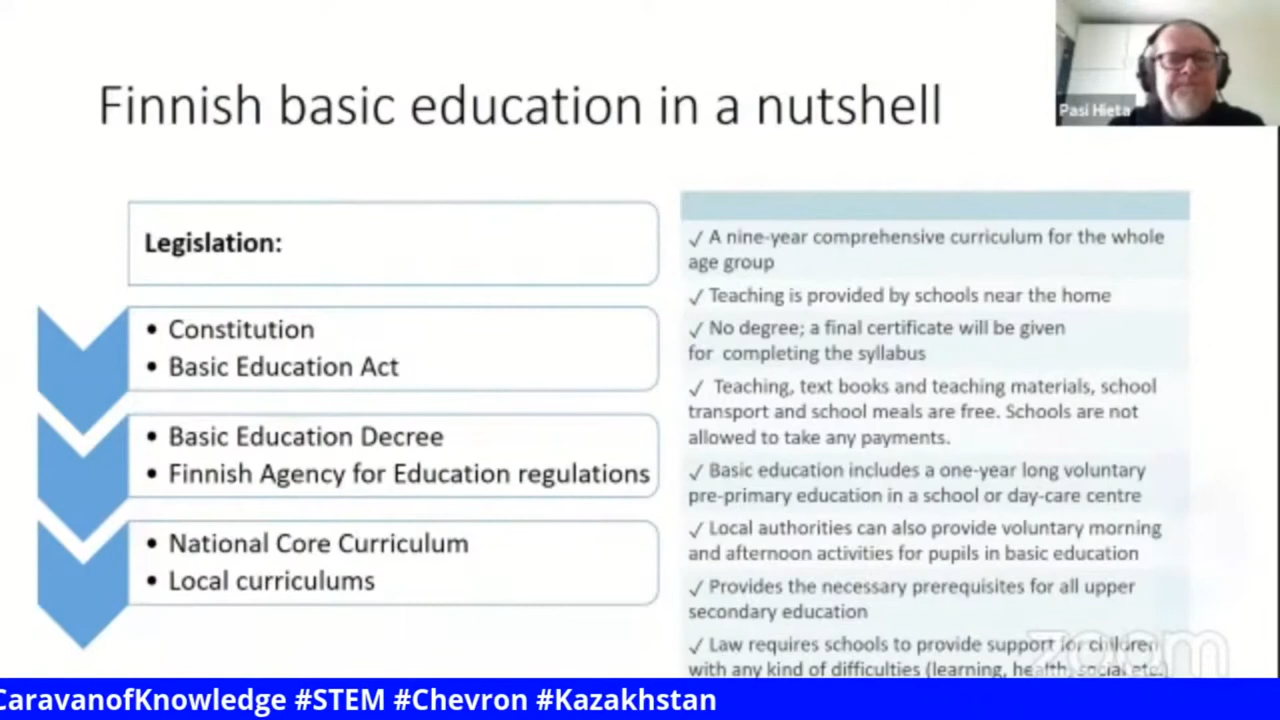 Finnish basic education in a nutshell
Pasi Hieta
Legislation:
• Constitution
• Basic Education Act
• Basic Education Decree
• Finnish Agency for Education regulations
• National Core Curriculum
• Local curriculums
✓ A nine-year comprehensive curriculum for the whole
age group
✓ Teaching is provided by schools near the home
✓ No degree; a final certificate will be given
for completing the syllabus
✓ Teaching, text books and teaching materials, school
transport and school meals are free. Schools are not
allowed to take any payments.
✓ Basic education includes a one-year long voluntary
pre-primary education in a school or day-care centre
✓ Local authorities can also provide voluntary morning
and afternoon activities for pupils in basic education
✓ Provides the necessary prerequisites for all upper
secondary education
✓ Law requires schools to provide support for children
with any kind of difficulties (learning, health, social etc.
zoom
CaravanofKnowledge #STEM #Chevron #Kazakhstan